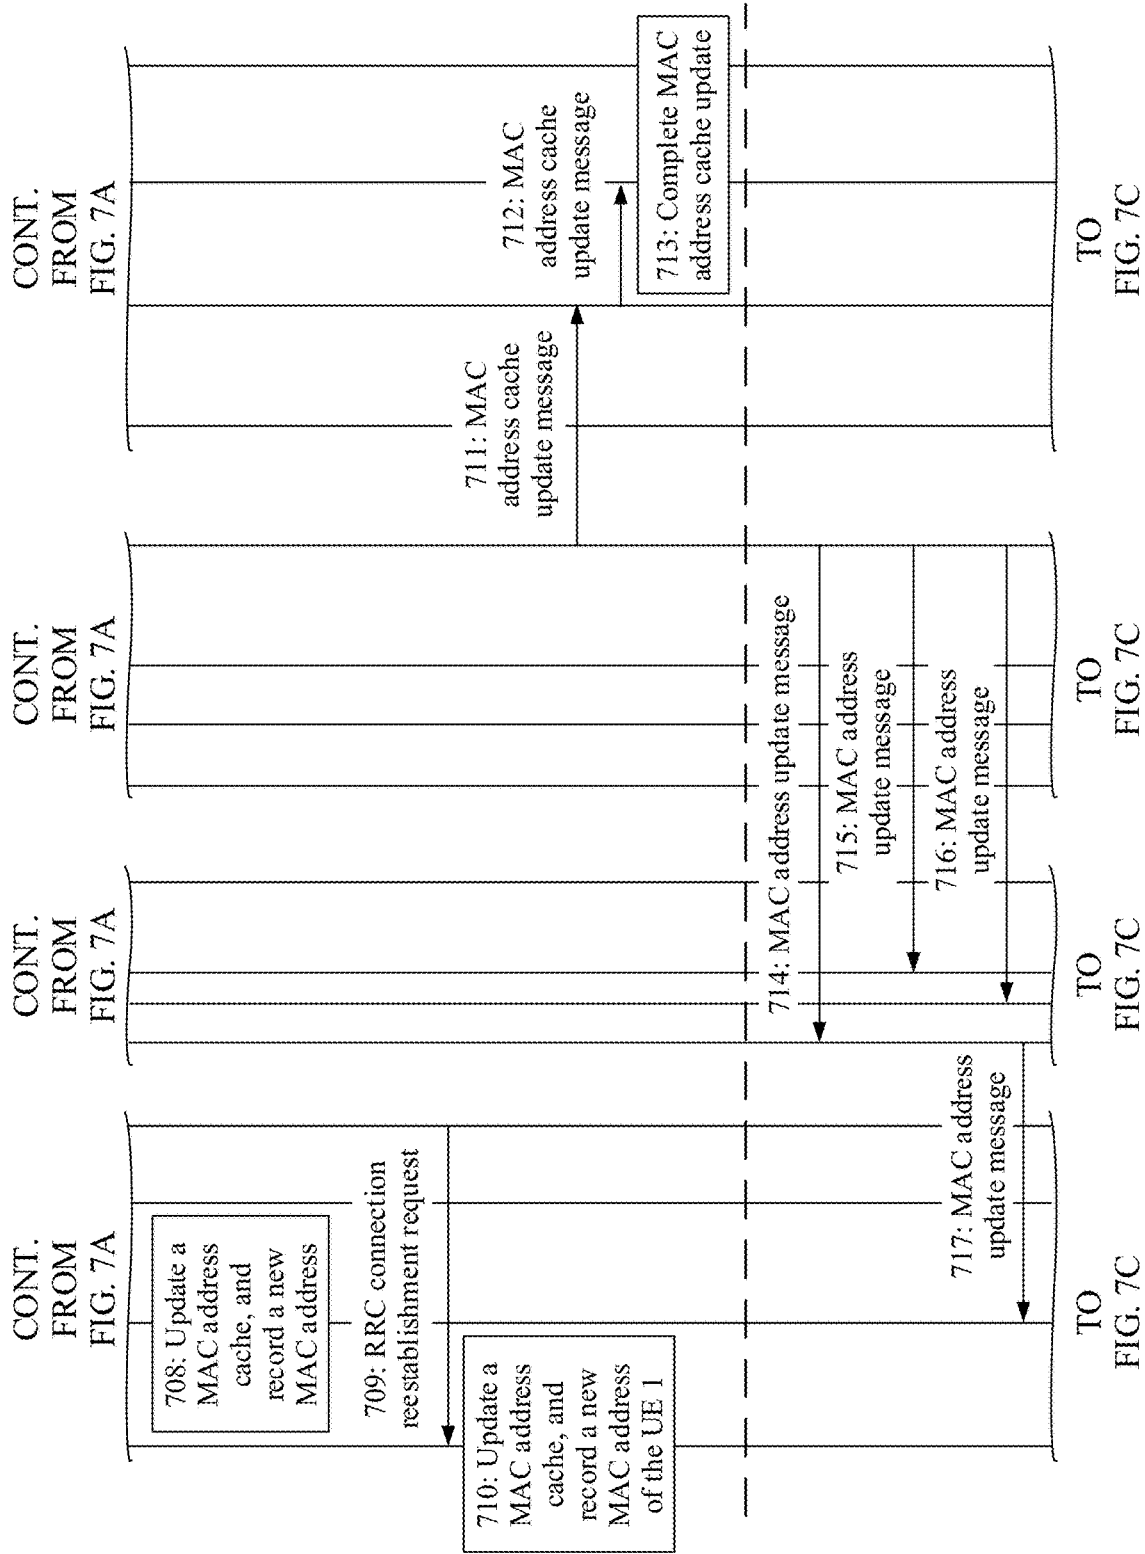 CONT.
FROM
FIG. 7A
CONT.
FROM
FIG. 7A
CONT.
FROM
FIG. 7A
CONT.
FROM
FIG. 7A
708: Update a
MAC address
cache, and
record a new
MAC address
709: RRC connection
reestablishment request
710: Update a
MAC address
cache, and
record a new
MAC address
of the UE 1
711: MAC
address cache
update message
712: MAC
address cache
update message
713: Complete MAC
address cache update
714: MAC address update message
715: MAC address
update message
716: MAC address
update message
717: MAC address
update message
TO
FIG. 7C
TO
FIG. 7C
TO
FIG. 7C
TO
FIG. 7C